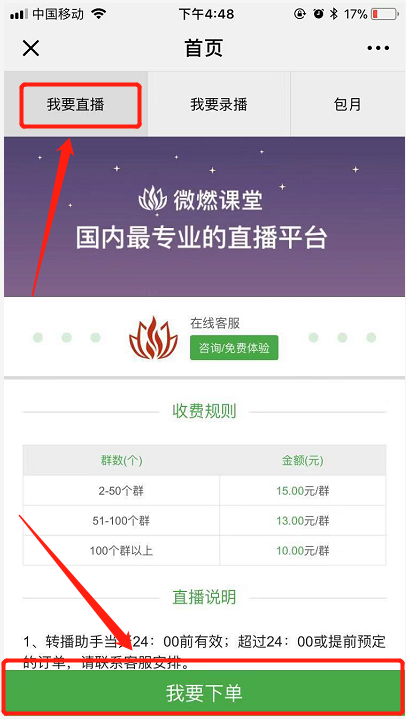 中国移动 下午4:48 17%
首页
我要直播 我要录播 包月
微燃课堂
国内最专业的直播平台
在线客服
咨询/免费体验
收费规则
群数(个) 金额(元)
2-50个群 15.00元/群
51-100个群 13.00元/群
100个群以上 10.00元/群
直播说明
1、转播助手当天24：00前有效；超过24：00或提前预定
的订单，请联系客服安排。
我要下单